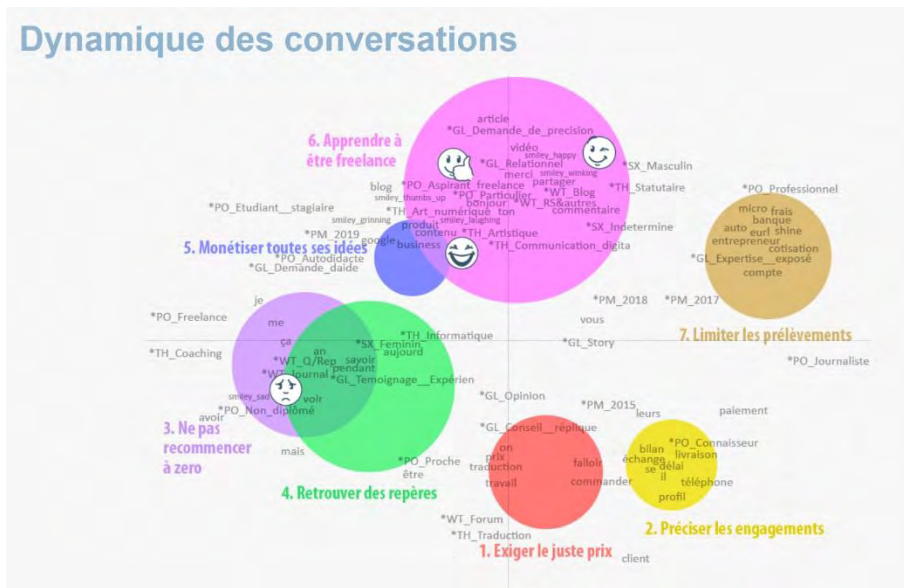 Dynamique des conversations
article
6. Apprendre à
être freelance
*GL_Demande_de_precision
vidéo
smiley_happy
*GL_Relationnel
merci
smiley_winking
*SX_Masculin
partager
blog
*PO_Aspirant_freelance
*TH_Statutaire
*PO_Professionnel
smiley_thumbs_up
*PO_Particulier
*WT_Blog
bonjour
*WT_RS&autres
*PO_Etudiant__stagiaire
*TH_Art_numérique
ton
commentaire
micro
frais
smiley_grinning
smiley_laughing
banque
produit
*SX_Indetermine
auto
eurl
shine
*PM_2019
contenu
*TH_Artistique
google
entrepreneur
5. Monétiser toutes ses idées
business
*TH_Communication_digita
cotisation
*PO_Autodidacte
*GL_Expertise__exposé
*GL_Demande_daide
compte
je
*PM_2018
*PM_2017
*PO_Freelance
me
vous
7. Limiter les prélèvements
ça
*TH_Informatique
*GL_Story
*SX_Feminin
*TH_Coaching
an
aujourd
*WT_Q/Rep
savoir
*PO_Journaliste
*WT_Journal
pendant
*GL_Temoignage__Expérien
smiley_sad
voir
*GL_Opinion
*PO_Non_diplômé
*PM_2015
avoir
leurs
paiement
3. Ne pas
recommencer
à zero
*GL_Conseil__réplique
mais
on
bilan
*PO_Connaisseur
prix
échange
livraison
*PO_Proche
traduction
falloir
se
délai
être
il
travail
commander
téléphone
4. Retrouver des repères
profil
*WT_Forum
2. Préciser les engagements
*TH_Traduction
1. Exiger le juste prix
client